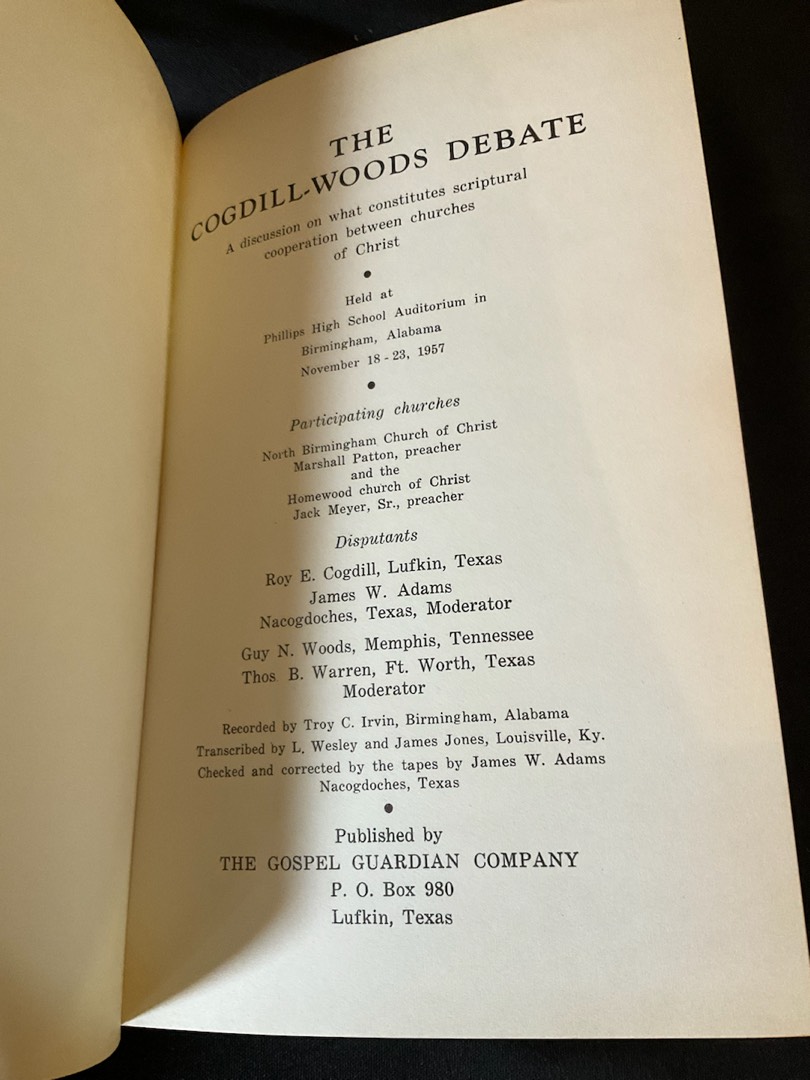 THE
COGDILL-WOODS DEBATE
A discussion on what constitutes scriptural
cooperation between churches
of Christ
●
Held at
Phillips High School Auditorium in
Birmingham, Alabama
November 18 - 23, 1957
●
Participating churches
North Birmingham Church of Christ
Marshall Patton, preacher
and the
Homewood church of Christ
Jack Meyer, Sr., preacher
Disputants
Roy E. Cogdill, Lufkin, Texas
James W. Adams
Nacogdoches, Texas, Moderator
Guy N. Woods, Memphis, Tennessee
Thos B. Warren, Ft. Worth, Texas
Moderator
Recorded by Troy C. Irvin, Birmingham, Alabama
Transcribed by L. Wesley and James Jones, Louisville, Ky.
Checked and corrected by the tapes by James W. Adams
Nacogdoches, Texas
●
Published by
THE GOSPEL GUARDIAN COMPANY
P. O. Box 980
Lufkin, Texas